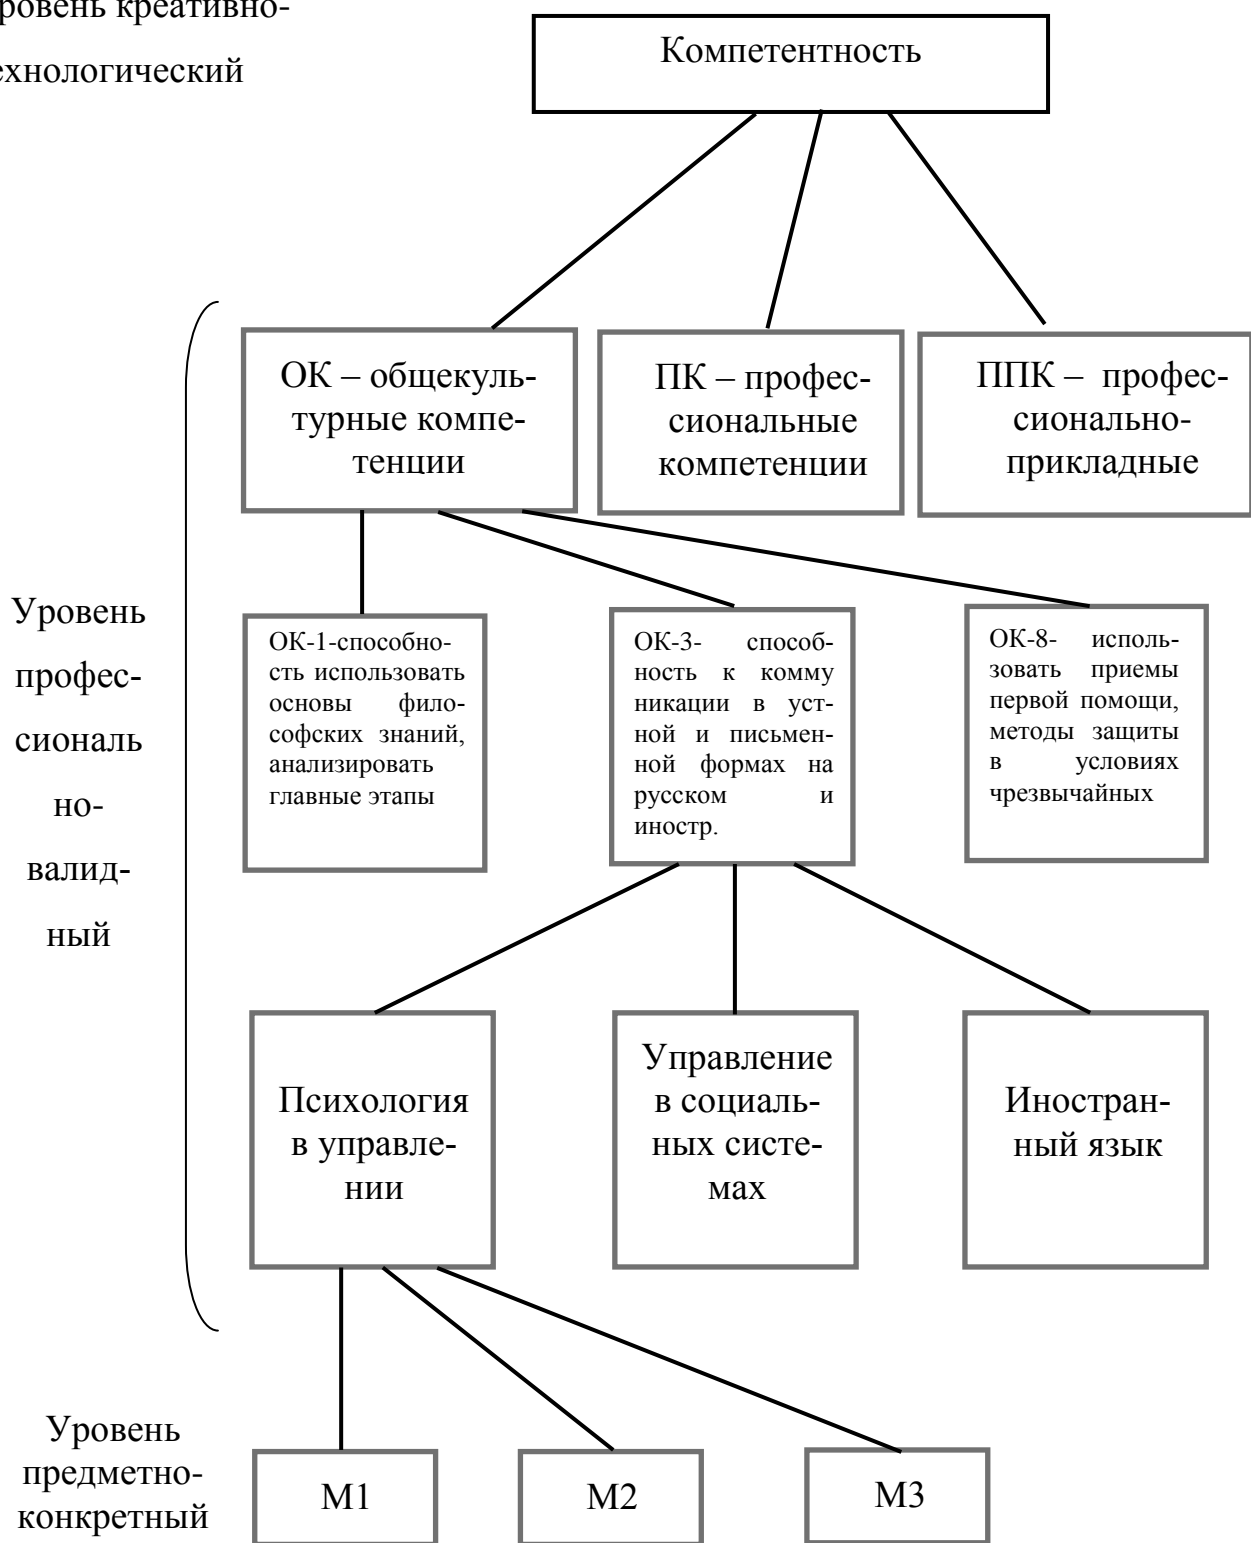 ровень креативно-
ехнологический
Компетентность
ОК – общекуль-
турные компе-
тенции
ПК – профес-
сиональные
компетенции
ППК – профес-
сионально-
прикладные
Уровень
профес-
сиональ
но-
валид-
ный
ОК-1-способно-
сть использовать
основы фило-
софских знаний,
анализировать
главные этапы
ОК-3- способ-
ность к комму
никации в уст-
ной и письмен-
ной формах на
русском и
иностр.
ОК-8- исполь-
зовать приемы
первой помощи,
методы защиты
в условиях
чрезвычайных
Психология
в управле-
нии
Управление
в социаль-
ных систе-
мах
Иностран-
ный язык
Уровень
предметно-
конкретный
М1
М2
М3